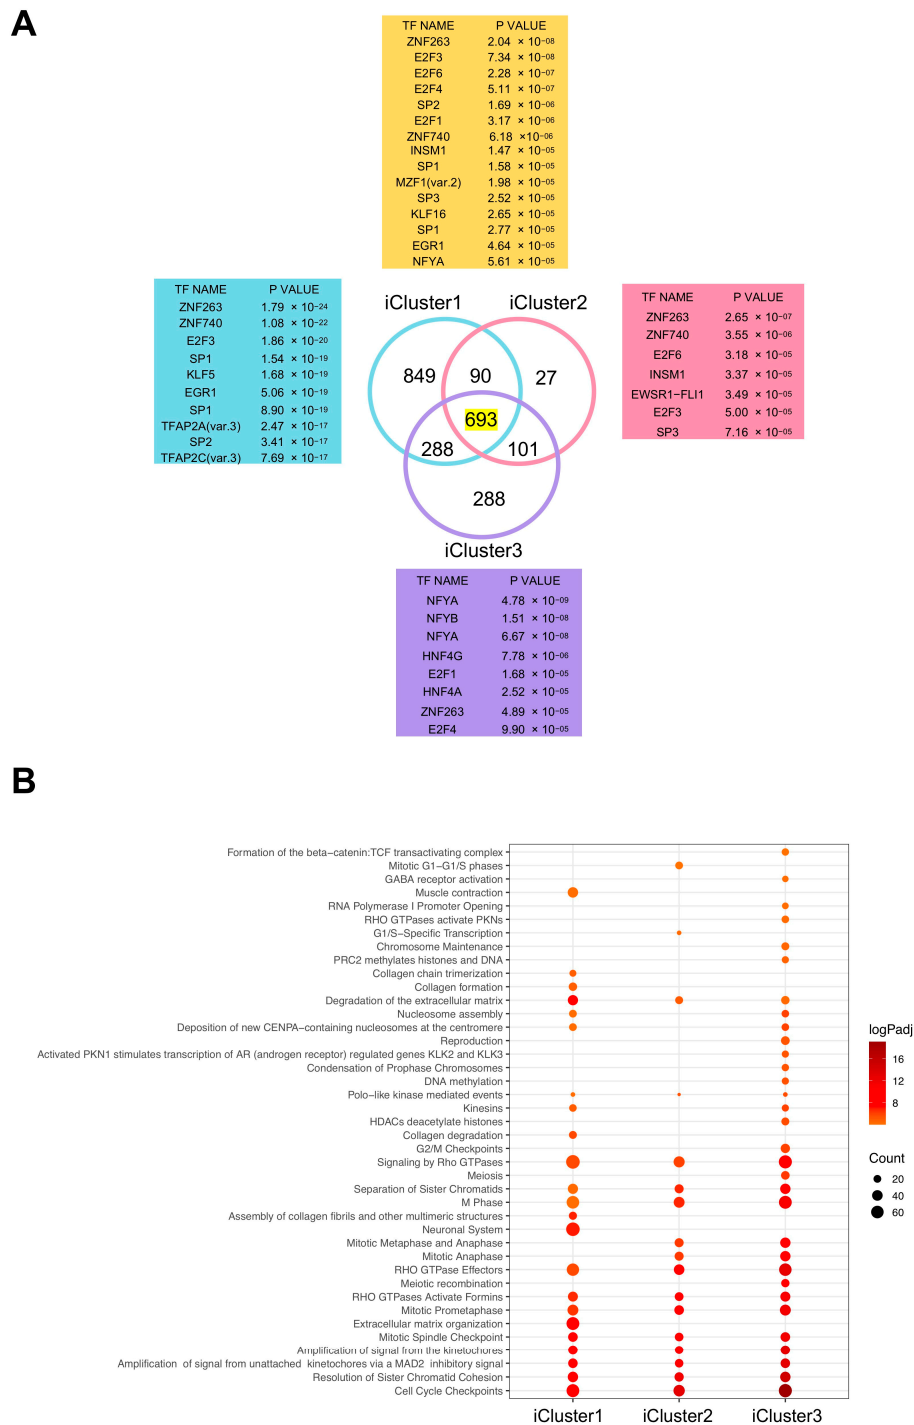 A
TF NAME P VALUE
ZNF263 2.04 × 10−08
E2F3 7.34 × 10−08
E2F6 2.28 × 10−07
E2F4 5.11 × 10−07
SP2 1.69 × 10−06
E2F1 3.17 × 10−06
ZNF740 6.18 ×10−06
INSM1 1.47 × 10−05
SP1 1.58 × 10−05
MZF1(var.2) 1.98 × 10−05
SP3 2.52 × 10−05
KLF16 2.65 × 10−05
SP1 2.77 × 10−05
EGR1 4.64 × 10−05
NFYA 5.61 × 10−05
TF NAME P VALUE
ZNF263 1.79 × 10−24
ZNF740 1.08 × 10−22
E2F3 1.86 × 10−20
SP1 1.54 × 10−19
KLF5 1.68 × 10−19
EGR1 5.06 × 10−19
SP1 8.90 × 10−19
TFAP2A(var.3) 2.47 × 10−17
SP2 3.41 × 10−17
TFAP2C(var.3) 7.69 × 10−17
iCluster1 iCluster2
849 90 27
693
288 101
288
iCluster3
TF NAME P VALUE
ZNF263 2.65 × 10−07
ZNF740 3.55 × 10−06
E2F6 3.18 × 10−05
INSM1 3.37 × 10−05
EWSR1−FLI1 3.49 × 10−05
E2F3 5.00 × 10−05
SP3 7.16 × 10−05
TF NAME P VALUE
NFYA 4.78 × 10−09
NFYB 1.51 × 10−08
NFYA 6.67 × 10−08
HNF4G 7.78 × 10−06
E2F1 1.68 × 10−05
HNF4A 2.52 × 10−05
ZNF263 4.89 × 10−05
E2F4 9.90 × 10−05
B
Formation of the beta−catenin:TCF transactivating complex
Mitotic G1−G1/S phases
GABA receptor activation
Muscle contraction
RNA Polymerase I Promoter Opening
RHO GTPases activate PKNs
G1/S−Specific Transcription
Chromosome Maintenance
PRC2 methylates histones and DNA
Collagen chain trimerization
Collagen formation
Degradation of the extracellular matrix
Nucleosome assembly
Deposition of new CENPA−containing nucleosomes at the centromere
Reproduction
Activated PKN1 stimulates transcription of AR (androgen receptor) regulated genes KLK2 and KLK3
Condensation of Prophase Chromosomes
DNA methylation
Polo−like kinase mediated events
Kinesins
HDACs deacetylate histones
Collagen degradation
G2/M Checkpoints
Signaling by Rho GTPases
Meiosis
Separation of Sister Chromatids
M Phase
Assembly of collagen fibrils and other multimeric structures
Neuronal System
Mitotic Metaphase and Anaphase
Mitotic Anaphase
RHO GTPase Effectors
Meiotic recombination
RHO GTPases Activate Formins
Mitotic Prometaphase
Extracellular matrix organization
Mitotic Spindle Checkpoint
Amplification of signal from the kinetochores
Amplification of signal from unattached kinetochores via a MAD2 inhibitory signal
Resolution of Sister Chromatid Cohesion
Cell Cycle Checkpoints
iCluster1 iCluster2 iCluster3
logPadj
16
12
8
Count
20
40
60